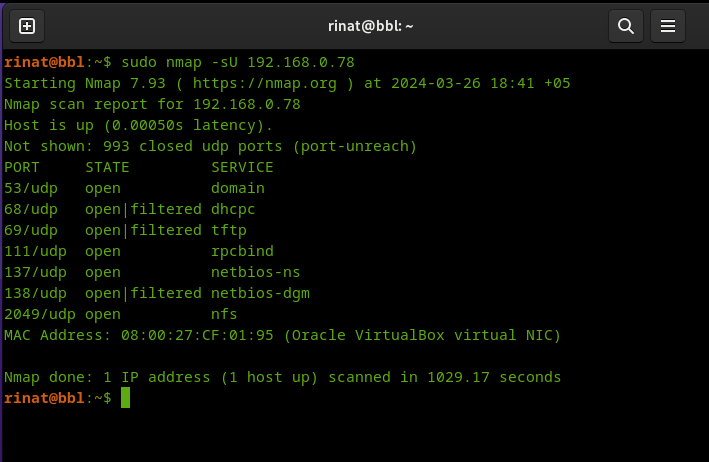 rinat@bbl: ~
rinat@bbl:~$ sudo nmap -sU 192.168.0.78
Starting Nmap 7.93 ( https://nmap.org ) at 2024-03-26 18:41 +05
Nmap scan report for 192.168.0.78
Host is up (0.00050s latency).
Not shown: 993 closed udp ports (port-unreach)
PORT     STATE         SERVICE
53/udp   open          domain
68/udp   open|filtered dhcpc
69/udp   open|filtered tftp
111/udp  open          rpcbind
137/udp  open          netbios-ns
138/udp  open|filtered netbios-dgm
2049/udp open          nfs
MAC Address: 08:00:27:CF:01:95 (Oracle VirtualBox virtual NIC)
Nmap done: 1 IP address (1 host up) scanned in 1029.17 seconds
rinat@bbl:~$